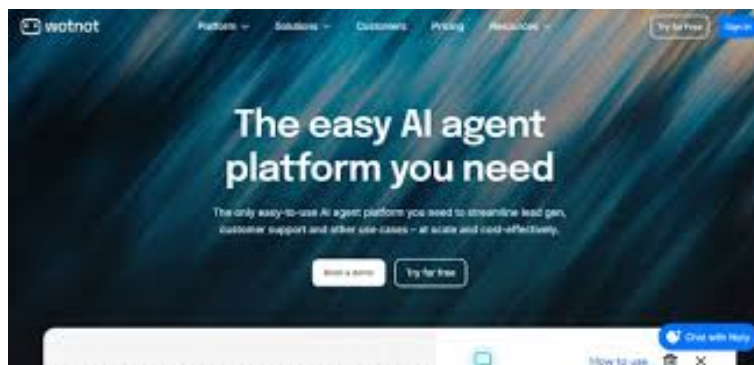 wotnot
Platform
Solutions
Customers
Pricing
Resources
Try for Free
Sign in
The easy AI agent
platform you need
The only easy-to-use AI agent platform you need to streamline lead gen,
customer support and other use cases – at scale and cost-effectively.
Book a demo
Try for free
Chat with
How to use